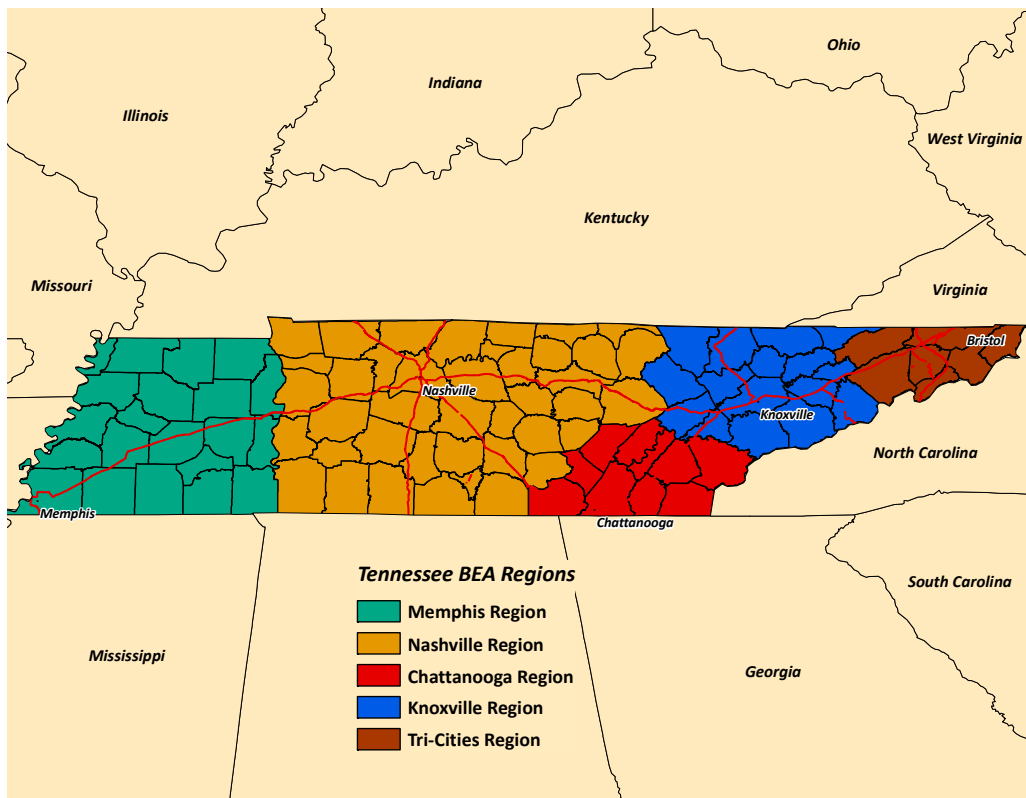 Ohio
Indiana
Illinois
West Virginia
Kentucky
Missouri
Virginia
Bristol
Nashville
Knoxville
North Carolina
Memphis
Chattanooga
Tennessee BEA Regions
Memphis Region
Nashville Region
Chattanooga Region
Knoxville Region
Tri-Cities Region
South Carolina
Mississippi
Georgia